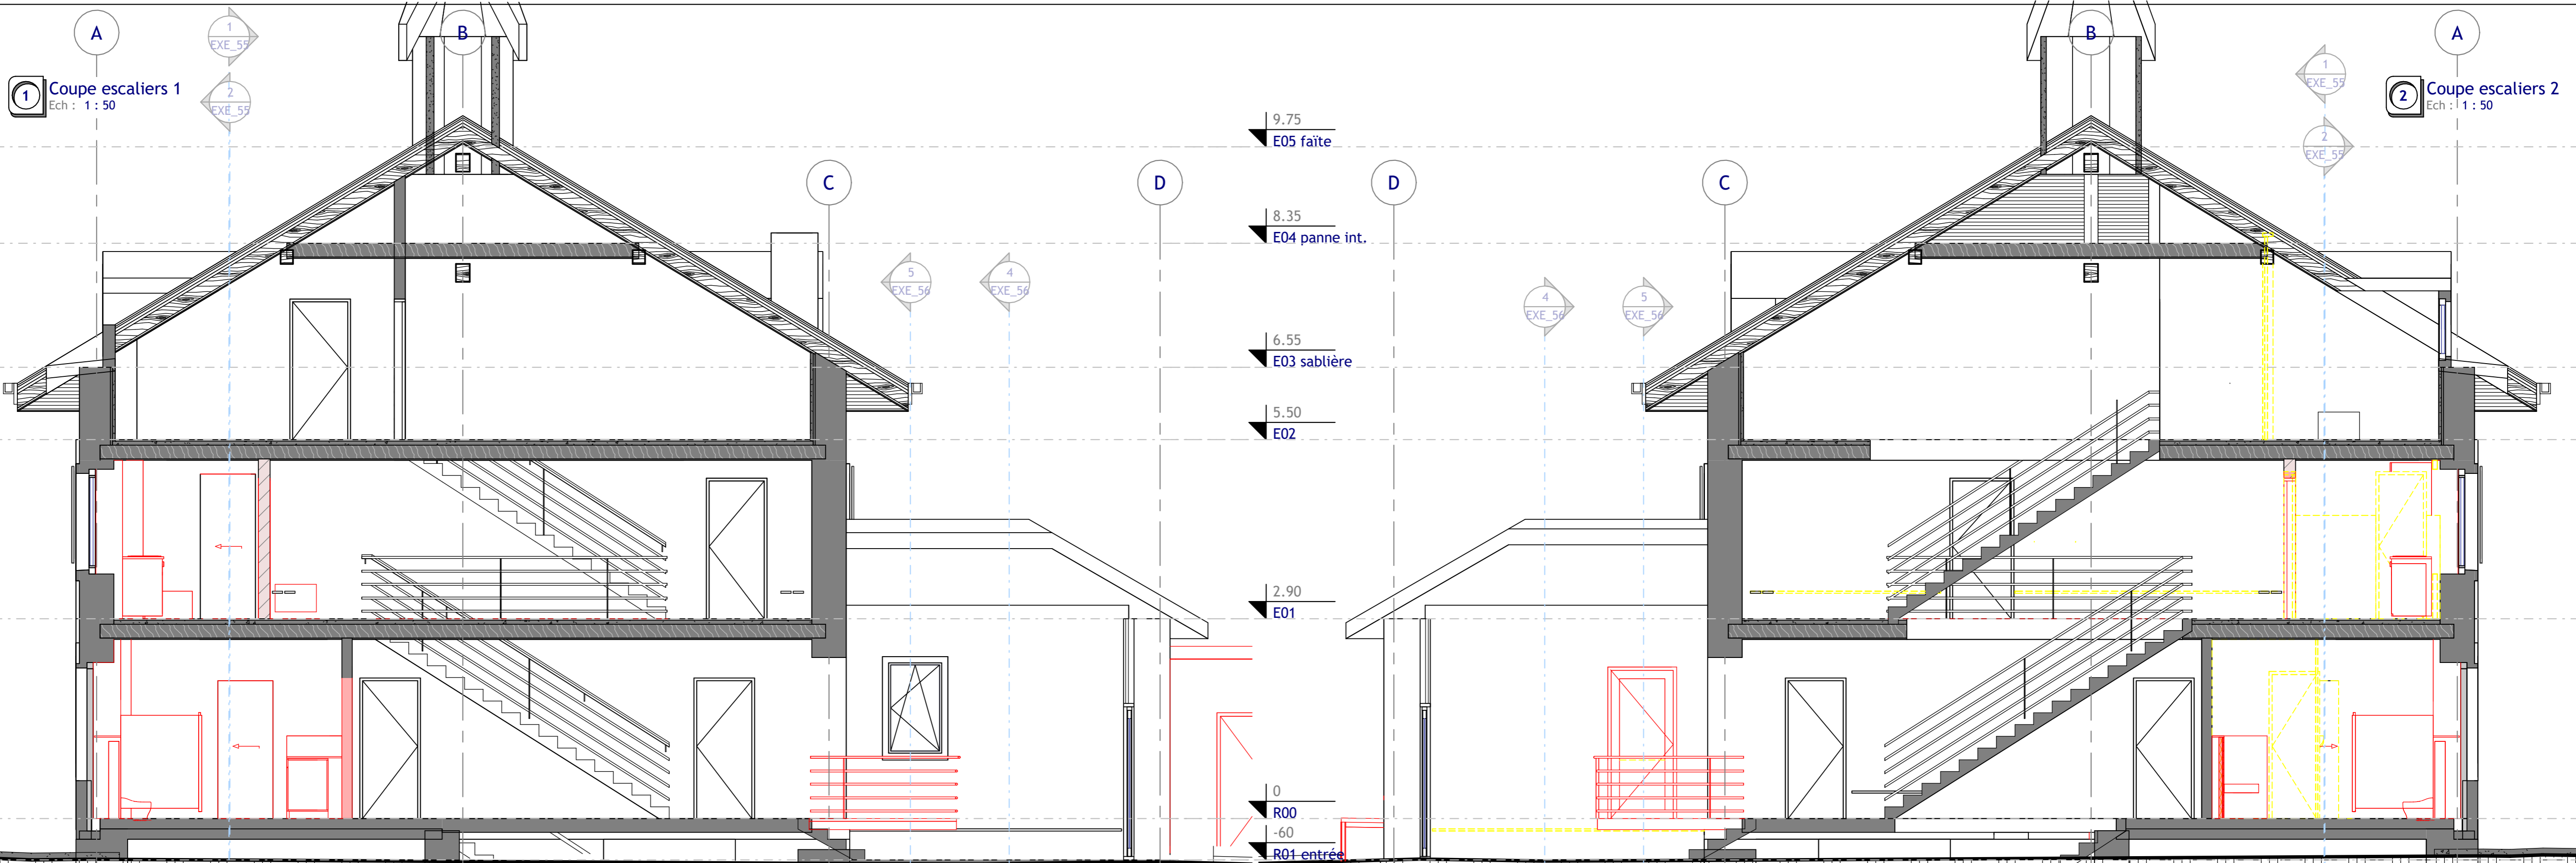 A
1
EXE_55
B
B
1
EXE_55
A
1
Coupe escaliers 1
Ech : 1 : 50
2
EXE_55
2
Coupe escaliers 2
Ech : 1 : 50
9.75
E05 faïte
2
EXE_55
C
D
D
C
8.35
E04 panne int.
5
EXE_56
4
EXE_56
4
EXE_56
5
EXE_56
6.55
E03 sablière
5.50
E02
2.90
E01
0
R00
-60
R01 entrée